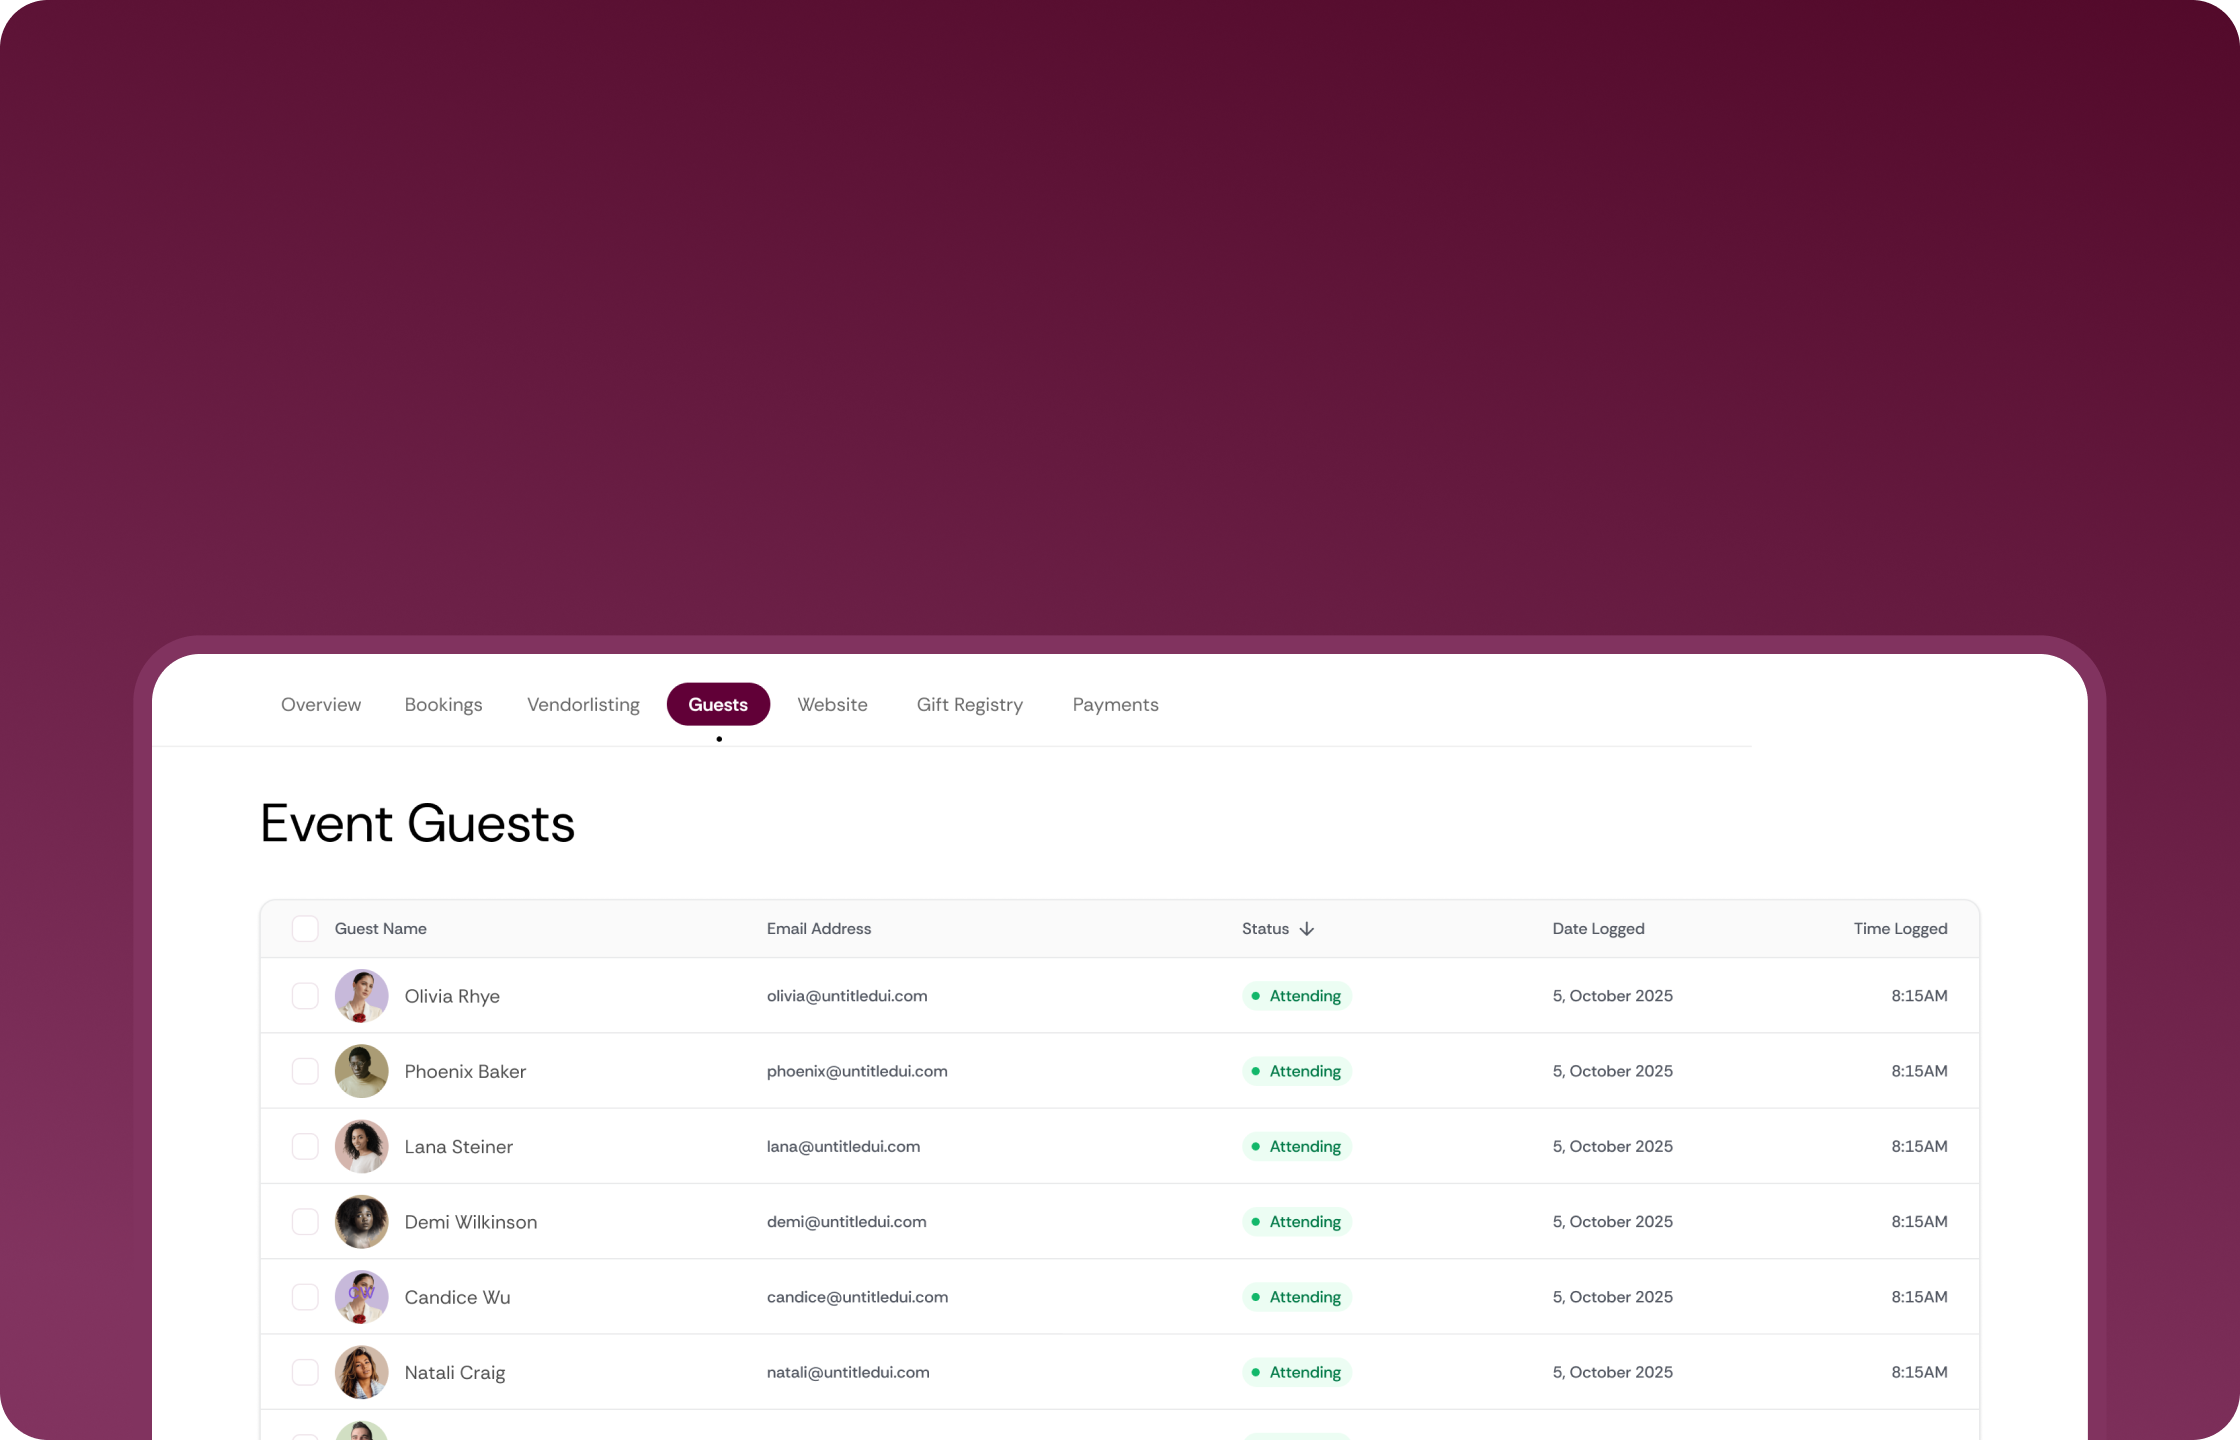 Overview Bookings Vendorlisting Guests Website Gift Registry Payments
Event Guests
Guest Name Email Address Status Date Logged Time Logged
Olivia Rhye olivia@untitledui.com Attending 5, October 2025 8:15AM
Phoenix Baker phoenix@untitledui.com Attending 5, October 2025 8:15AM
Lana Steiner lana@untitledui.com Attending 5, October 2025 8:15AM
Demi Wilkinson demi@untitledui.com Attending 5, October 2025 8:15AM
CW Candice Wu candice@untitledui.com Attending 5, October 2025 8:15AM
Natali Craig natali@untitledui.com Attending 5, October 2025 8:15AM